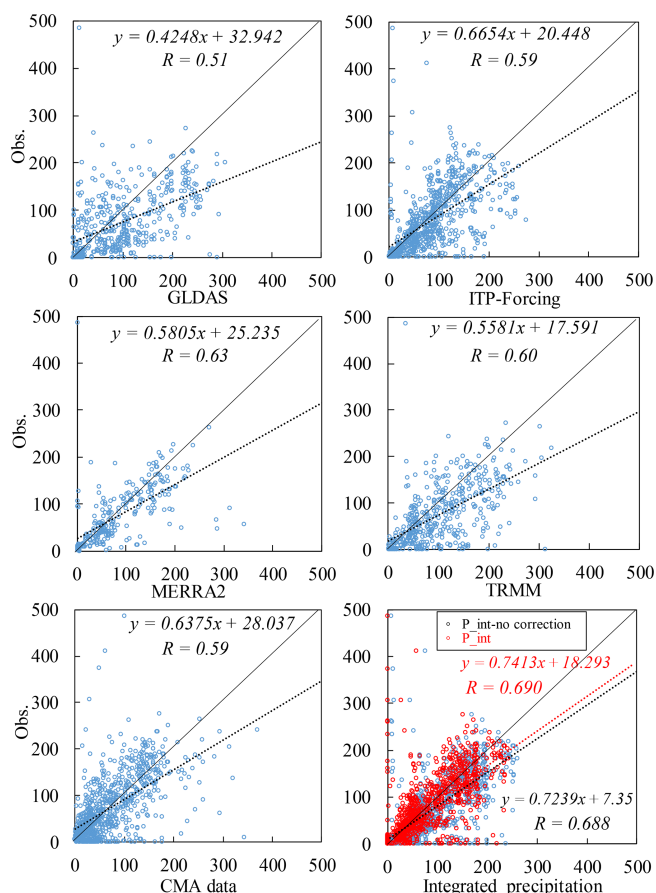 500
y = 0.4248x + 32.942
R = 0.51
400
300
200
100
0
Obs.
0 100 200 300 400 500
GLDAS
500
y = 0.6654x + 20.448
R = 0.59
400
300
200
100
0
0 100 200 300 400 500
ITP-Forcing
500
y = 0.5805x + 25.235
R = 0.63
400
300
200
100
0
Obs.
0 100 200 300 400 500
MERRA2
500
y = 0.5581x + 17.591
R = 0.60
400
300
200
100
0
0 100 200 300 400 500
TRMM
500
y = 0.6375x + 28.037
R = 0.59
400
300
200
100
0
Obs.
0 100 200 300 400 500
CMA data
500
P_int-no correction
P_int
y = 0.7413x + 18.293
R = 0.690
400
300
200
100
0
y = 0.7239x + 7.35
R = 0.688
0 100 200 300 400 500
Integrated precipitation